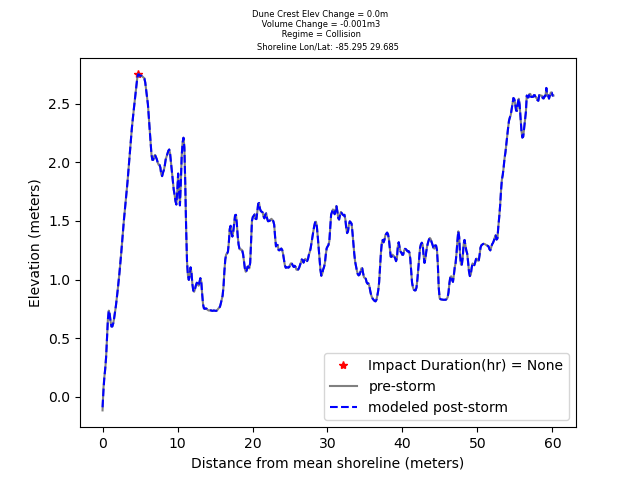 Dune Crest Elev Change = 0.0m
Volume Change = -0.001m3
Regime = Collision
Shoreline Lon/Lat: -85.295 29.685
2.5
2.0
1.5
1.0
0.5
0.0
Elevation (meters)
Impact Duration(hr) = None
pre-storm
modeled post-storm
0 10 20 30 40 50 60
Distance from mean shoreline (meters)